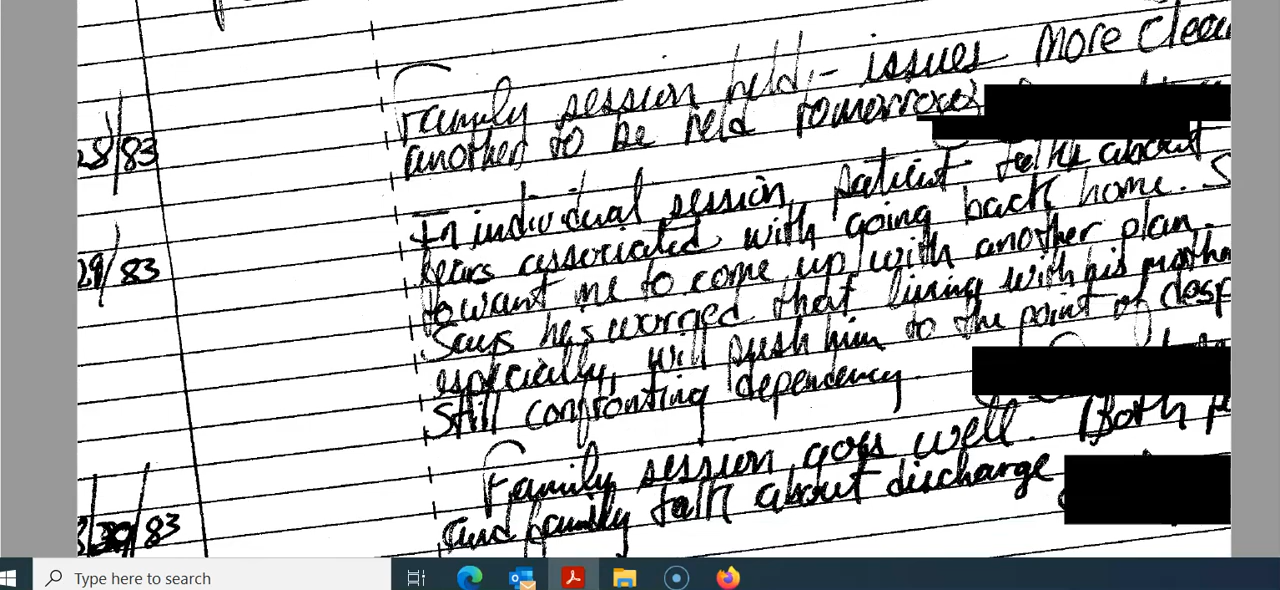 Family session held, – issues more clear
28/83
another to be held tomorrow
In individual session, patient talks about
fears associated with going back home. S
29/83
to want me to come up with another plan.
Says he's worried that living with his mother
especially, will push him to the point of desp
Still confronting dependency.
Family session goes well. (Both p
3/30/83
and family talk about discharge
Type here to search